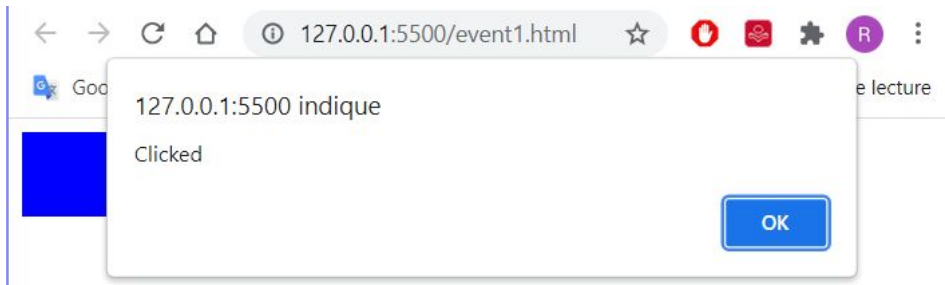 127.0.0.1:5500/event1.html
R
Goo
e lecture
127.0.0.1:5500 indique
Clicked
OK